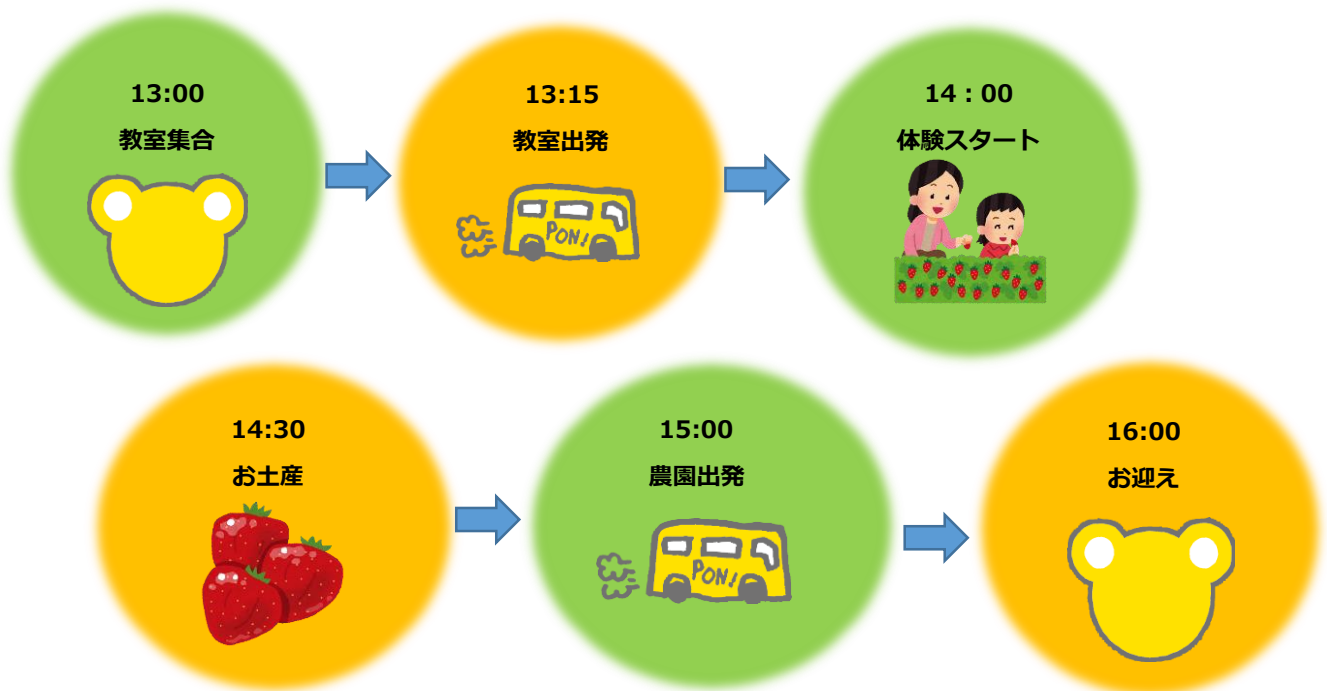 13:00
教室集合
13:15
教室出発
PON!
14：00
体験スタート
14:30
お土産
15:00
農園出発
PON!
16:00
お迎え